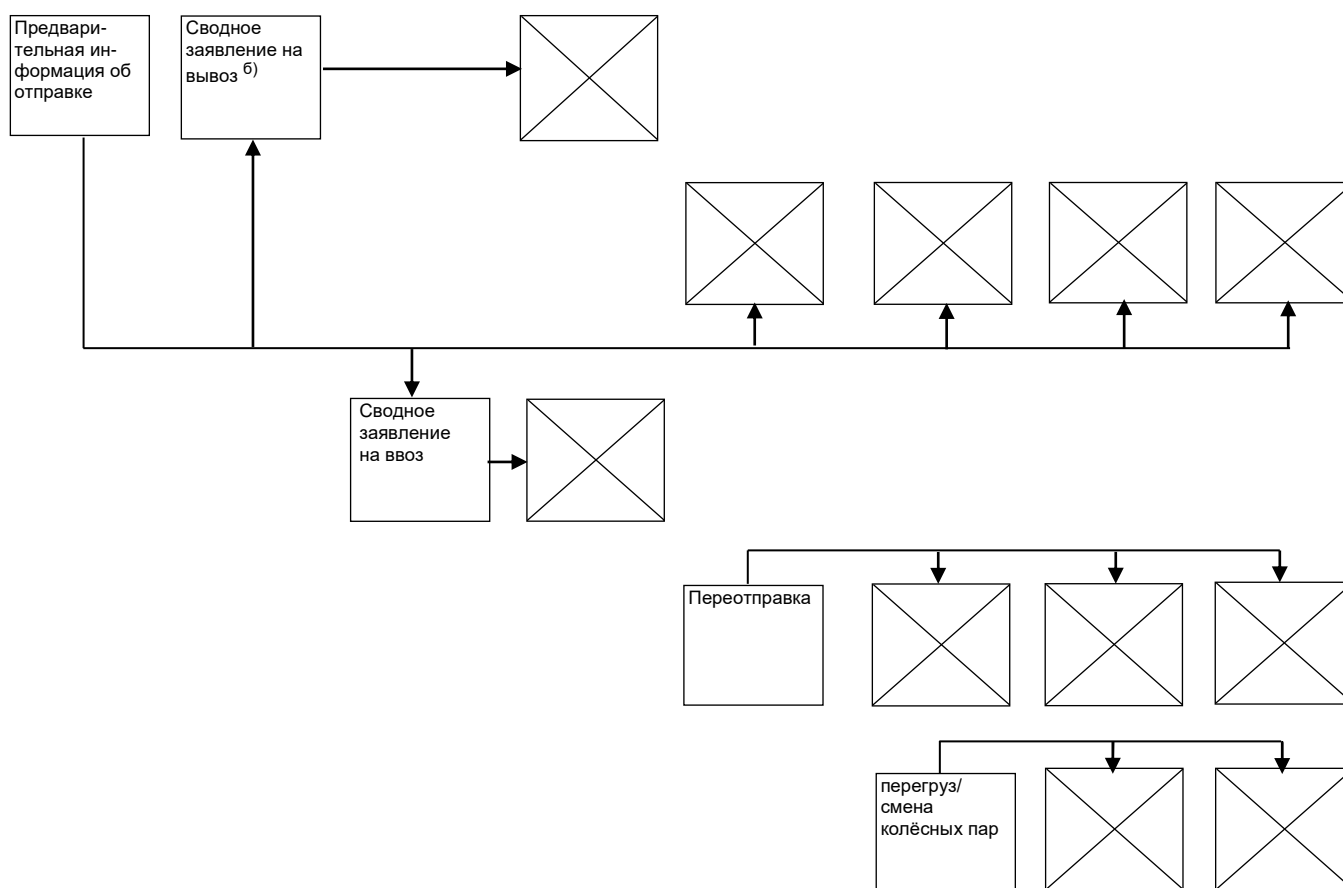 Предвари-
тельная ин-
формация об
отправке
Сводное
заявление на
вывоз б)
Сводное
заявление
на ввоз
Переотправка
перегруз/
смена
колёсных пар